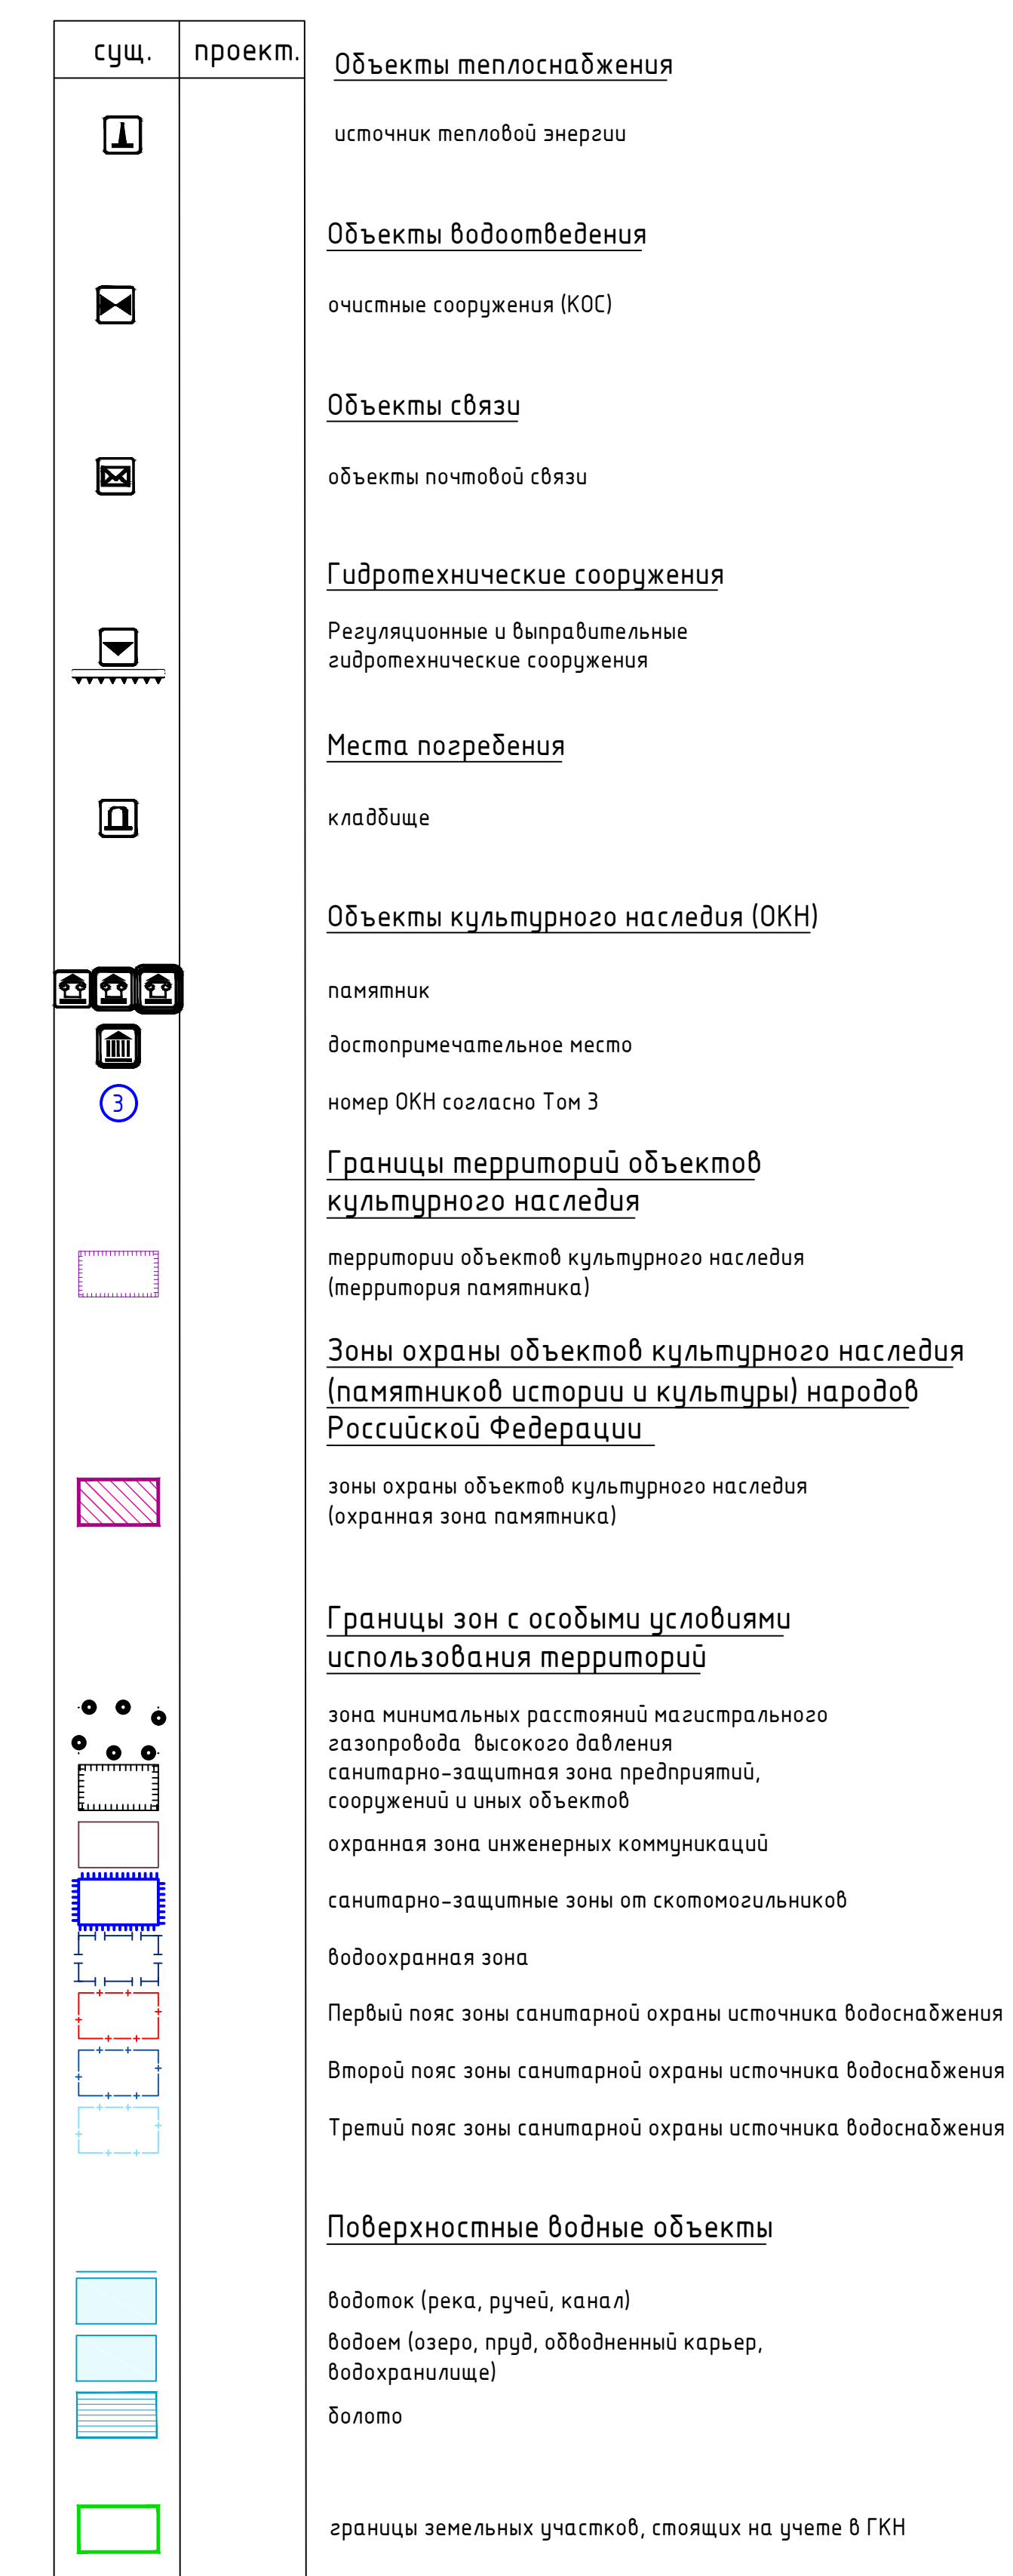 сущ. проект.
Объекты теплоснабжения
источник тепловой энергии
Объекты водоотведения
очистные сооружения (КОС)
Объекты связи
объекты почтовой связи
Гидротехнические сооружения
Регуляционные и выправительные
гидротехнические сооружения
Места погребения
кладбище
Объекты культурного наследия (ОКН)
памятник
достопримечательное место
3 номер ОКН согласно Том 3
Границы территорий объектов
культурного наследия
территории объектов культурного наследия
(территория памятника)
Зоны охраны объектов культурного наследия
(памятников истории и культуры) народов
Российской Федерации
зоны охраны объектов культурного наследия
(охранная зона памятника)
Границы зон с особыми условиями
использования территорий
зона минимальных расстояний магистрального
газопровода высокого давления
санитарно-защитная зона предприятий,
сооружений и иных объектов
охранная зона инженерных коммуникаций
санитарно-защитные зоны от скотомогильников
водоохранная зона
Первый пояс зоны санитарной охраны источника водоснабжения
Второй пояс зоны санитарной охраны источника водоснабжения
Третий пояс зоны санитарной охраны источника водоснабжения
Поверхностные водные объекты
водоток (река, ручей, канал)
водоем (озеро, пруд, обводненный карьер,
водохранилище)
болото
границы земельных участков, стоящих на учете в ГКН